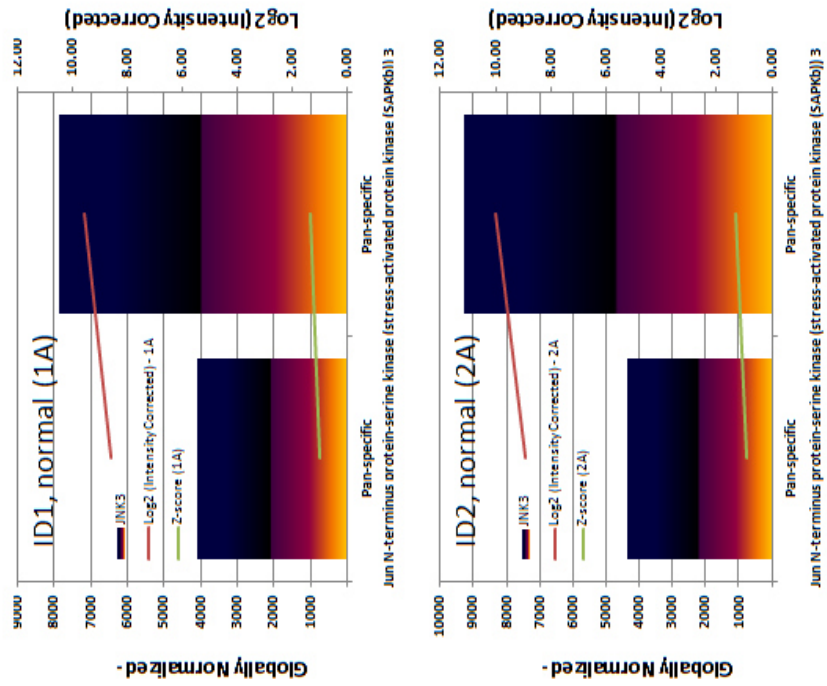 ID1, normal (1A)
JNK3
Log2 (Intensity Corrected) - 1A
Z-score (1A)
Globally Normalized -
9000
8000
7000
6000
5000
4000
3000
2000
1000
Log2 (Intensity Corrected)
12.00
10.00
8.00
6.00
4.00
2.00
0.00
Pan-specific
Pan-specific
Jun N-terminus protein-serine kinase (stress-activated protein kinase (SAPKb)) 3
ID2, normal (2A)
JNK3
Log2 (Intensity Corrected) - 2A
Z-score (2A)
Globally Normalized -
10000
9000
8000
7000
6000
5000
4000
3000
2000
1000
Log2 (Intensity Corrected)
12.00
10.00
8.00
6.00
4.00
2.00
0.00
Pan-specific
Pan-specific
Jun N-terminus protein-serine kinase (stress-activated protein kinase (SAPKb)) 3